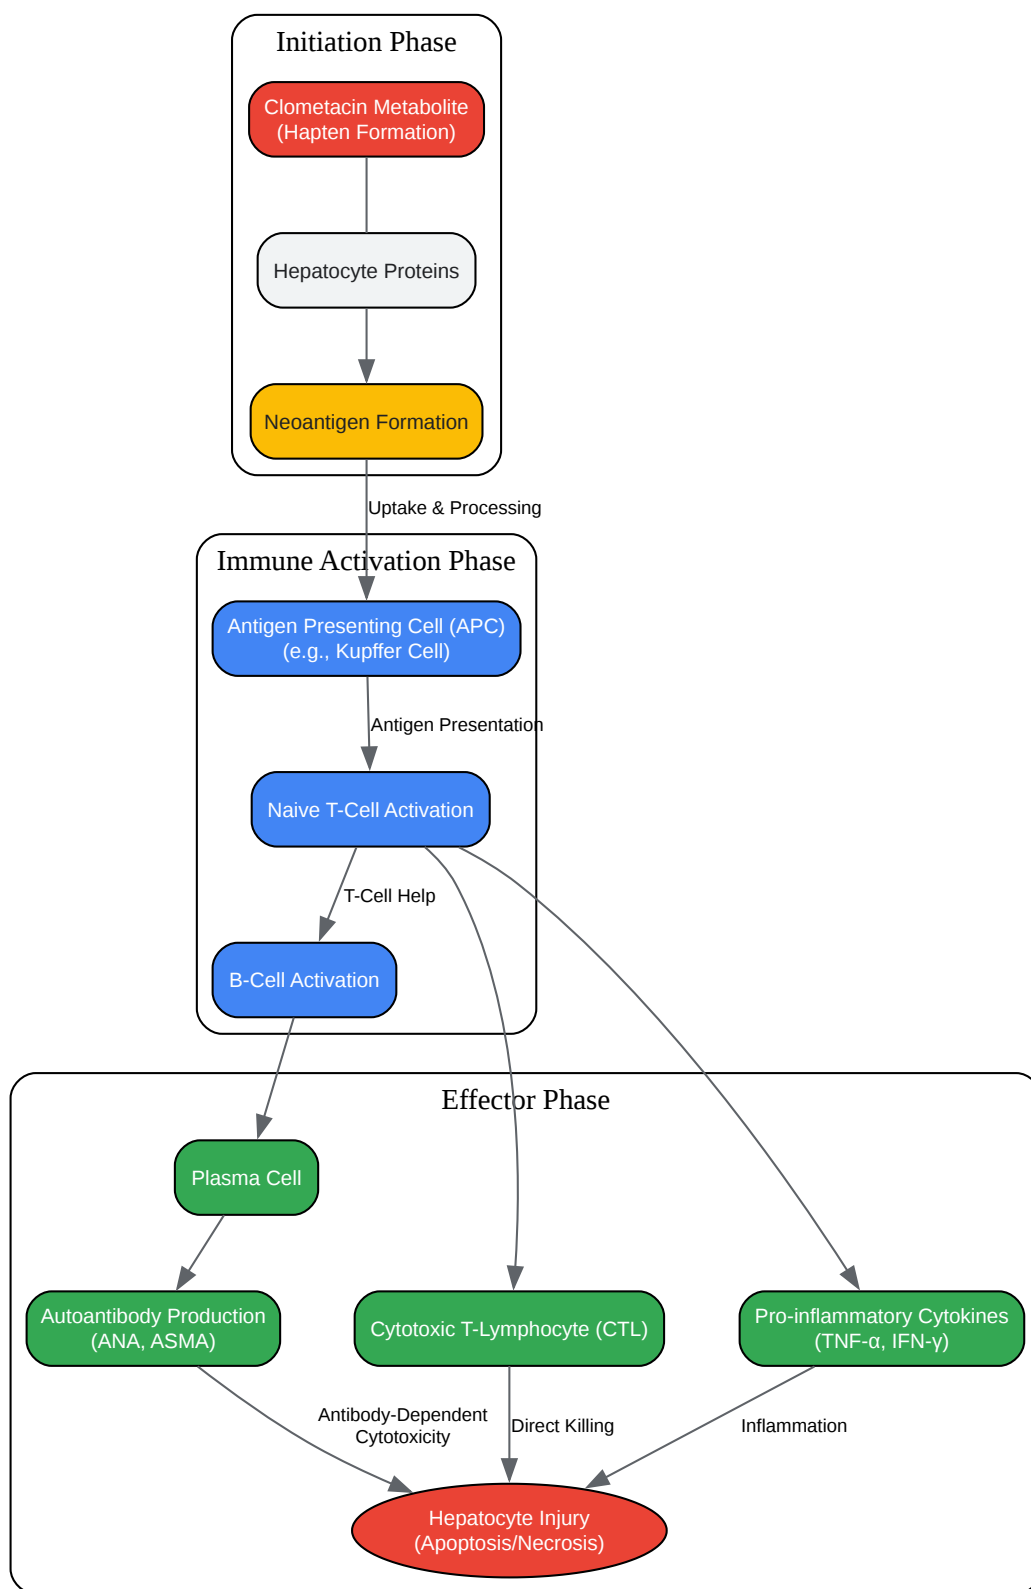 Initiation Phase
Clometacin Metabolite
(Hapten Formation)
Hepatocyte Proteins
Neoantigen Formation
Uptake & Processing
Immune Activation Phase
Antigen Presenting Cell (APC)
(e.g., Kupffer Cell)
Antigen Presentation
Naive T-Cell Activation
T-Cell Help
B-Cell Activation
Effector Phase
Plasma Cell
Autoantibody Production
(ANA, ASMA)
Cytotoxic T-Lymphocyte (CTL)
Pro-inflammatory Cytokines
(TNF-α, IFN-γ)
Antibody-Dependent
Cytotoxicity
Direct Killing
Inflammation
Hepatocyte Injury
(Apoptosis/Necrosis)